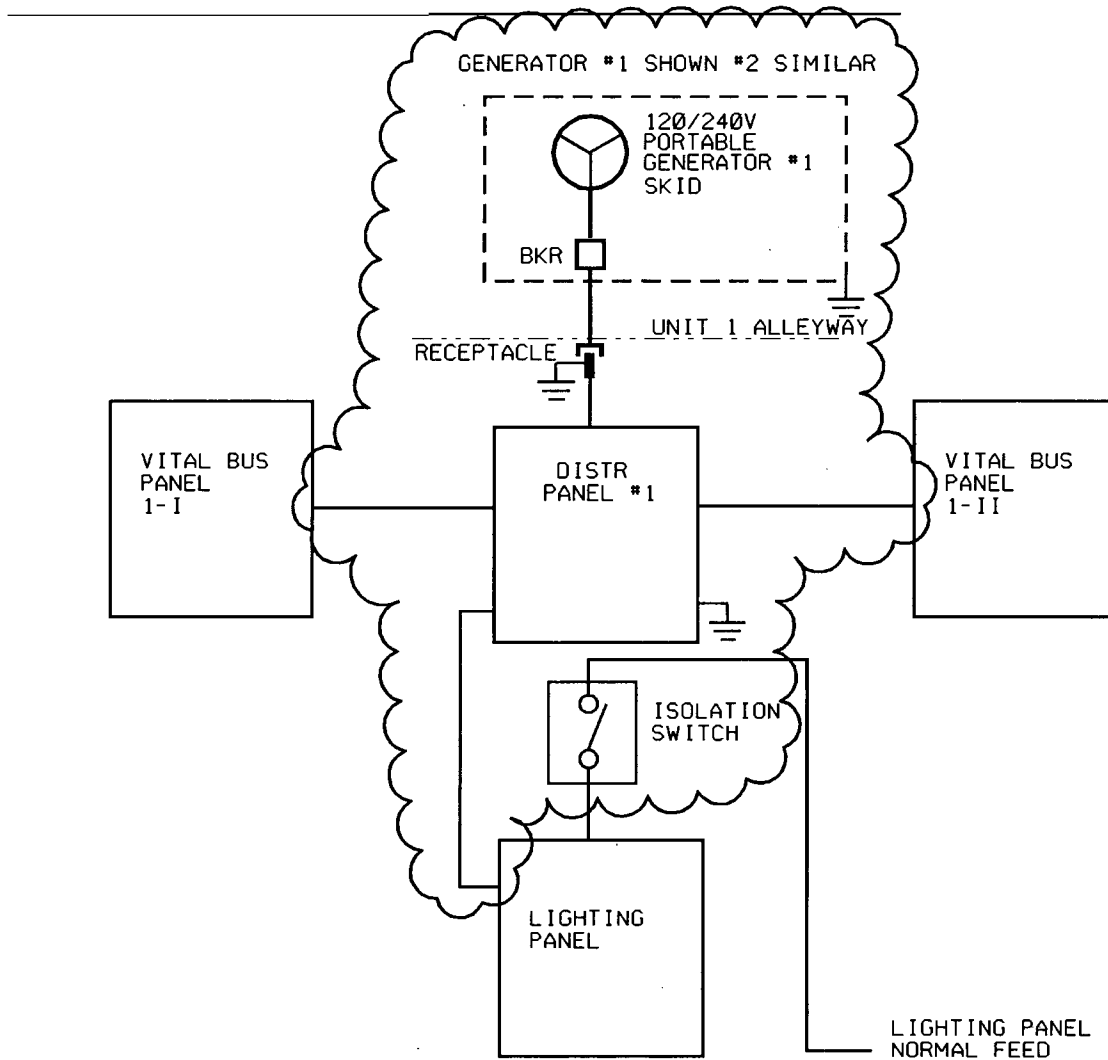 GENERATOR #1 SHOWN #2 SIMILAR
120/240V
PORTABLE
GENERATOR #1
SKID
BKR
UNIT 1 ALLEYWAY
RECEPTACLE
VITAL BUS
PANEL
1-I
DISTR
PANEL #1
VITAL BUS
PANEL
1-II
ISOLATION
SWITCH
LIGHTING
PANEL
LIGHTING PANEL
NORMAL FEED